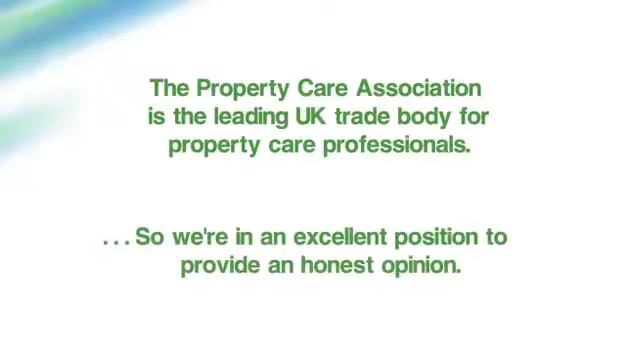 The Property Care Association
is the leading UK trade body for
property care professionals.
. . . So we're in an excellent position to
provide an honest opinion.